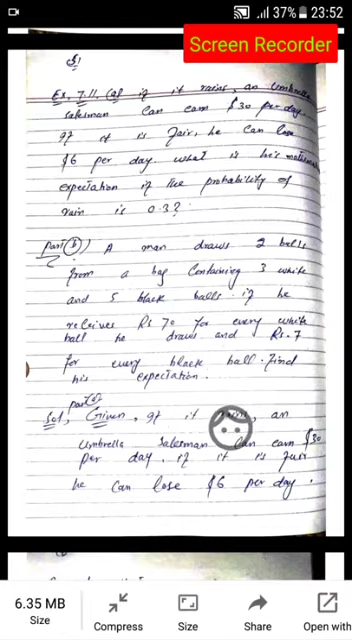 37% 23:52
Screen Recorder
Ex, 7.11, (a) if it rains, an Umbrella
salesman Can earn $30 per day.
If it is fair, he Can lose
$6 per day. what is his
expectation if the probability of
rain is 0.3?
part (b) A man draws 2 balls
from a bag Containing 3 white
and 5 black balls. if he
receives Rs 70 for every white
ball he draws and Rs. 7
for every black ball. Find
his expectation.
part (a)
Sol, Given, If it rains, an
Umbrella salesman Can earn $30
per day. if it is fair
he Can lose $6 per day.
6.35 MB
Size
Compress
Size
Share
Open with